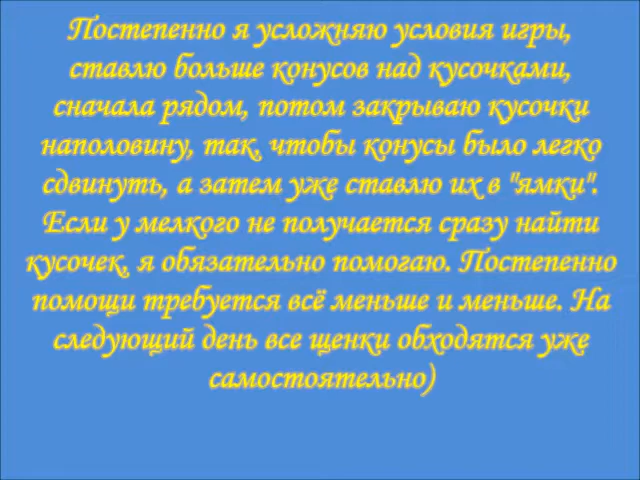 Постепенно я усложняю условия игры,
ставлю больше конусов над кусочками,
сначала рядом, потом закрываю кусочки
наполовину, так, чтобы конусы было легко
сдвинуть, а затем уже ставлю их в "ямки".
Если у мелкого не получается сразу найти
кусочек, я обязательно помогаю. Постепенно
помощи требуется всё меньше и меньше. На
следующий день все щенки обходятся уже
самостоятельно)